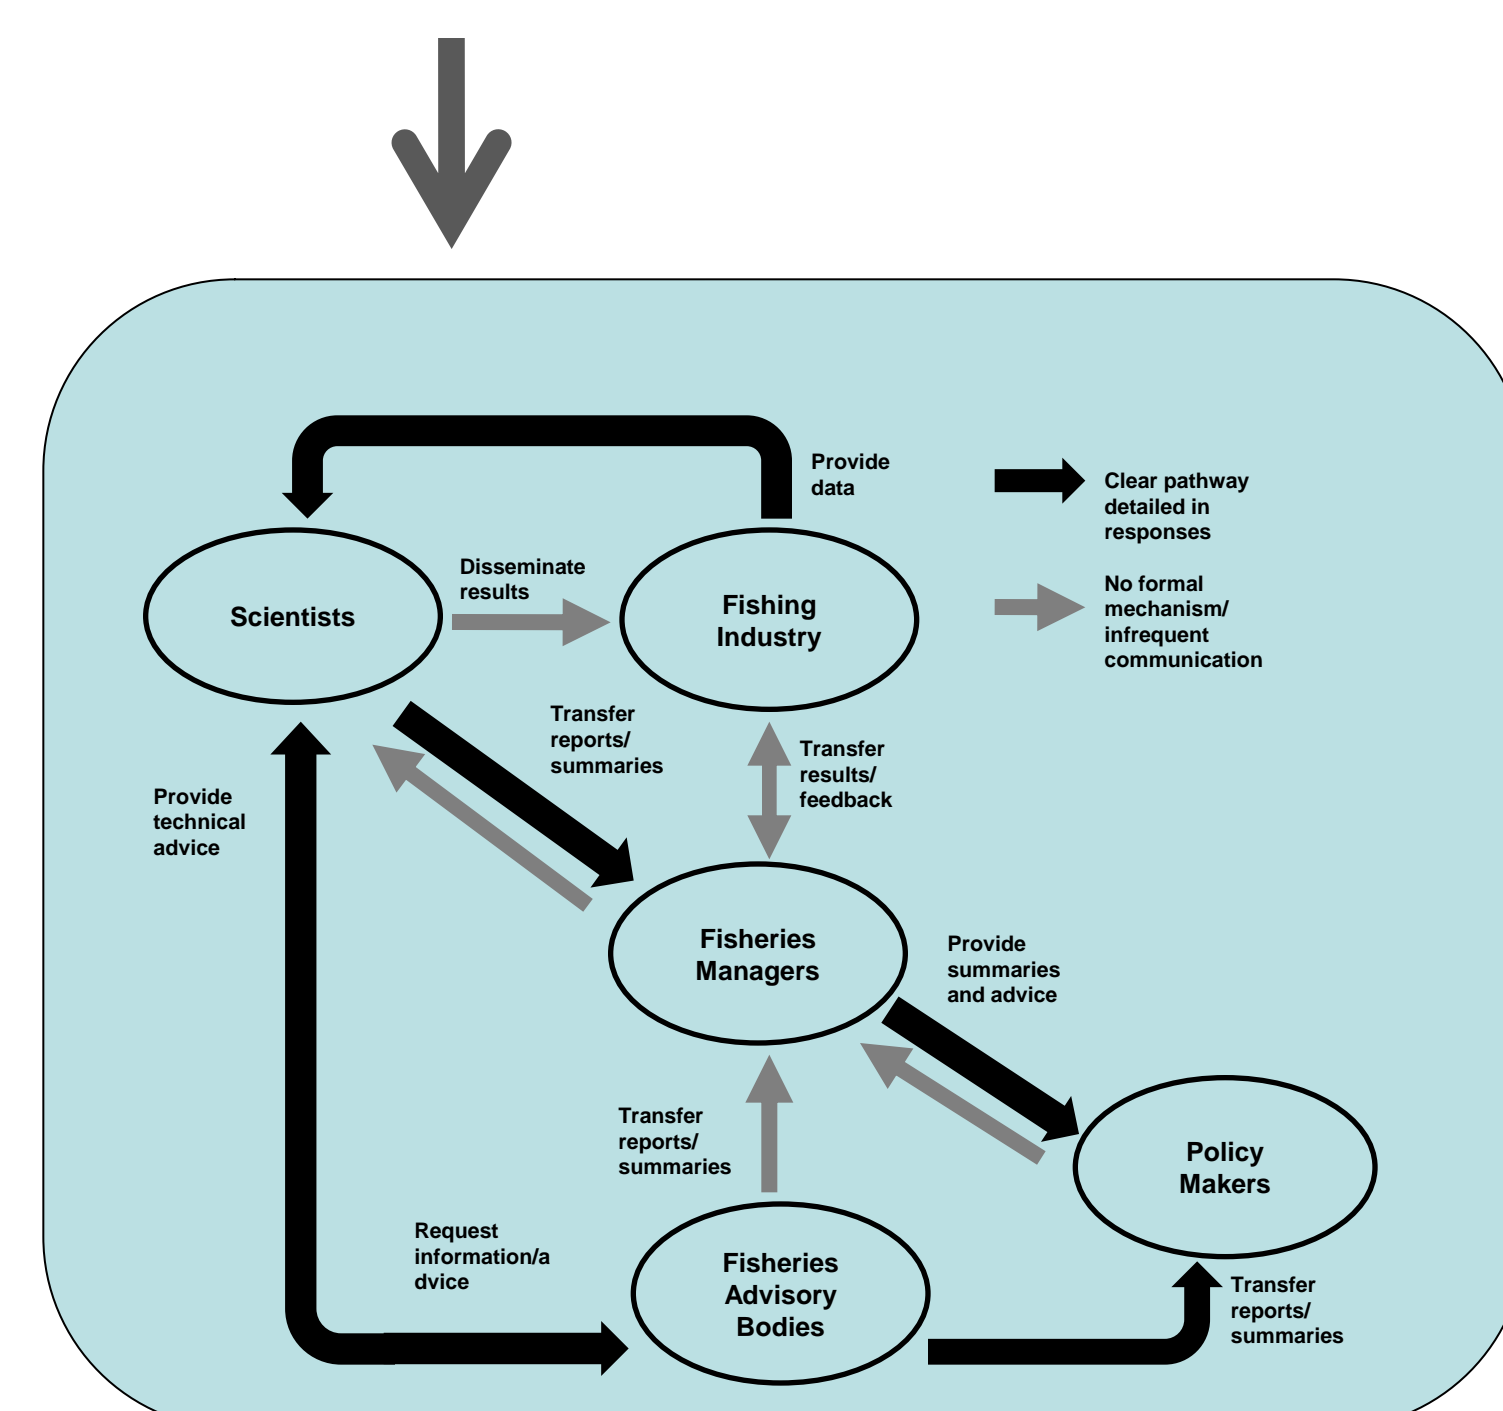 Provide
data
Clear pathway
detailed in
responses
Disseminate
results
Scientists
Fishing
Industry
No formal
mechanism/
infrequent
communication
Transfer
reports/
summaries
Transfer
results/
feedback
Provide
technical
advice
Fisheries
Managers
Provide
summaries
and advice
Transfer
reports/
summaries
Policy
Makers
Request
information/a
dvice
Fisheries
Advisory
Bodies
Transfer
reports/
summaries